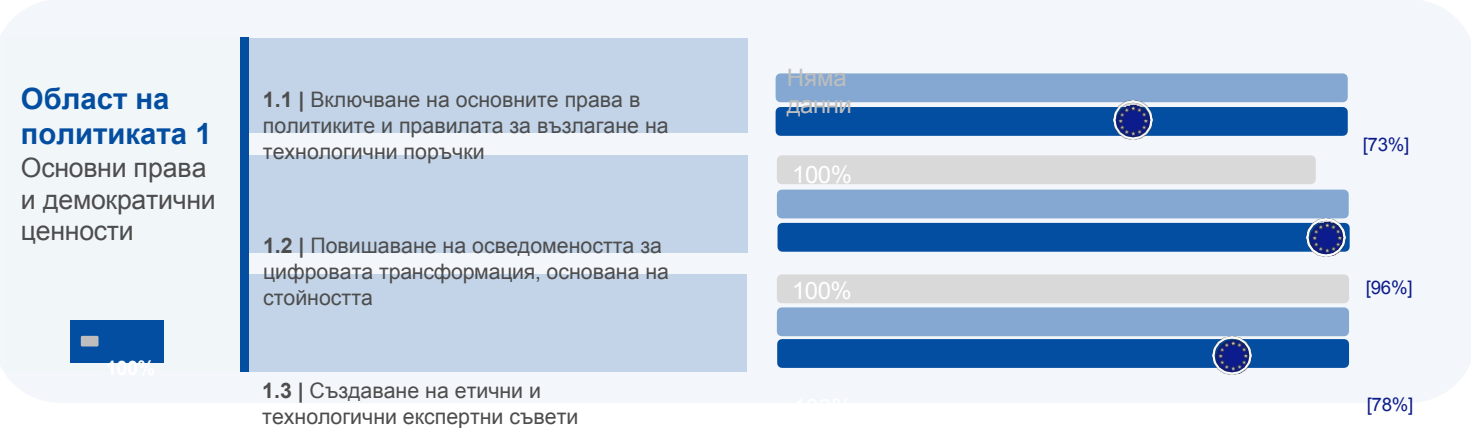 Област на
политиката 1
Основни права
и демократични
ценности
100%
1.1 | Включване на основните права в
политиките и правилата за възлагане на
технологични поръчки
1.2 | Повишаване на осведомеността за
цифровата трансформация, основана на
стойността
1.3 | Създаване на етични и
технологични експертни съвети
Няма
данни
[73%]
100%
[96%]
100%
[78%]
100%